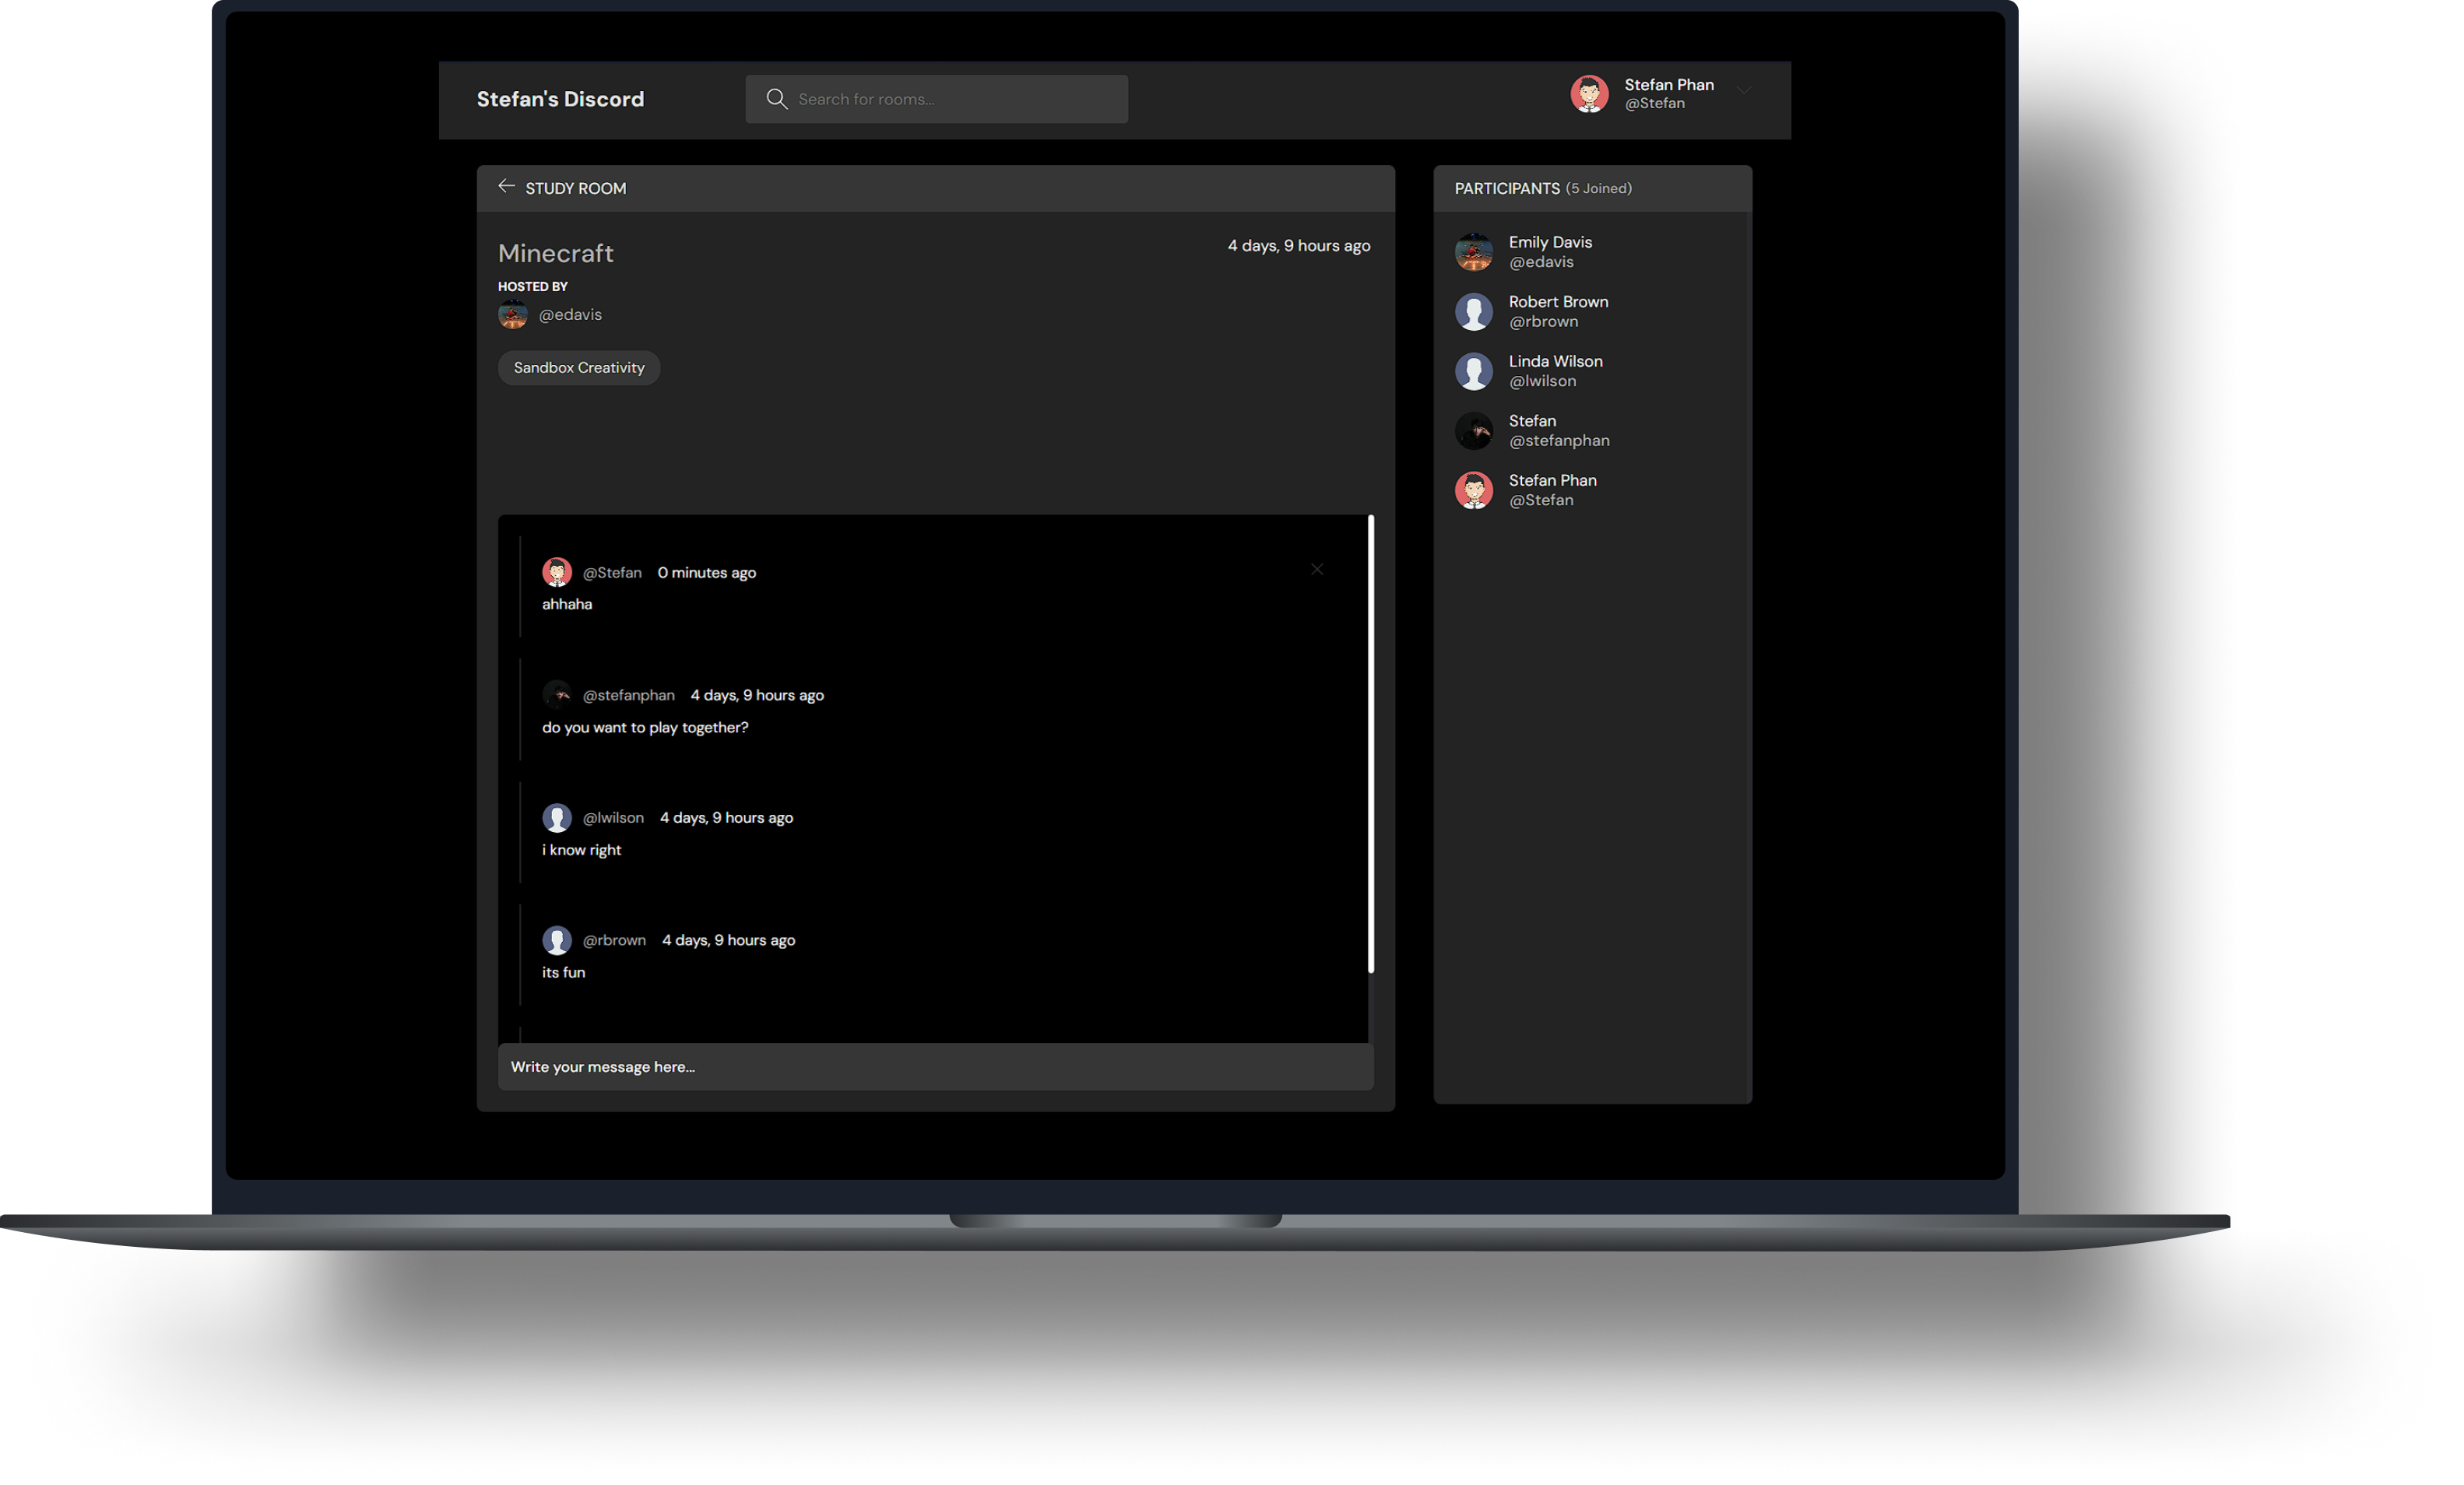 Stefan's Discord
Search for rooms...
Stefan Phan
@Stefan
STUDY ROOM
Minecraft
4 days, 9 hours ago
HOSTED BY
@edavis
Sandbox Creativity
@Stefan 0 minutes ago
ahhaha
@stefanphan 4 days, 9 hours ago
do you want to play together?
@lwilson 4 days, 9 hours ago
i know right
@rbrown 4 days, 9 hours ago
its fun
Write your message here...
PARTICIPANTS (5 Joined)
Emily Davis
@edavis
Robert Brown
@rbrown
Linda Wilson
@lwilson
Stefan
@stefanphan
Stefan Phan
@Stefan